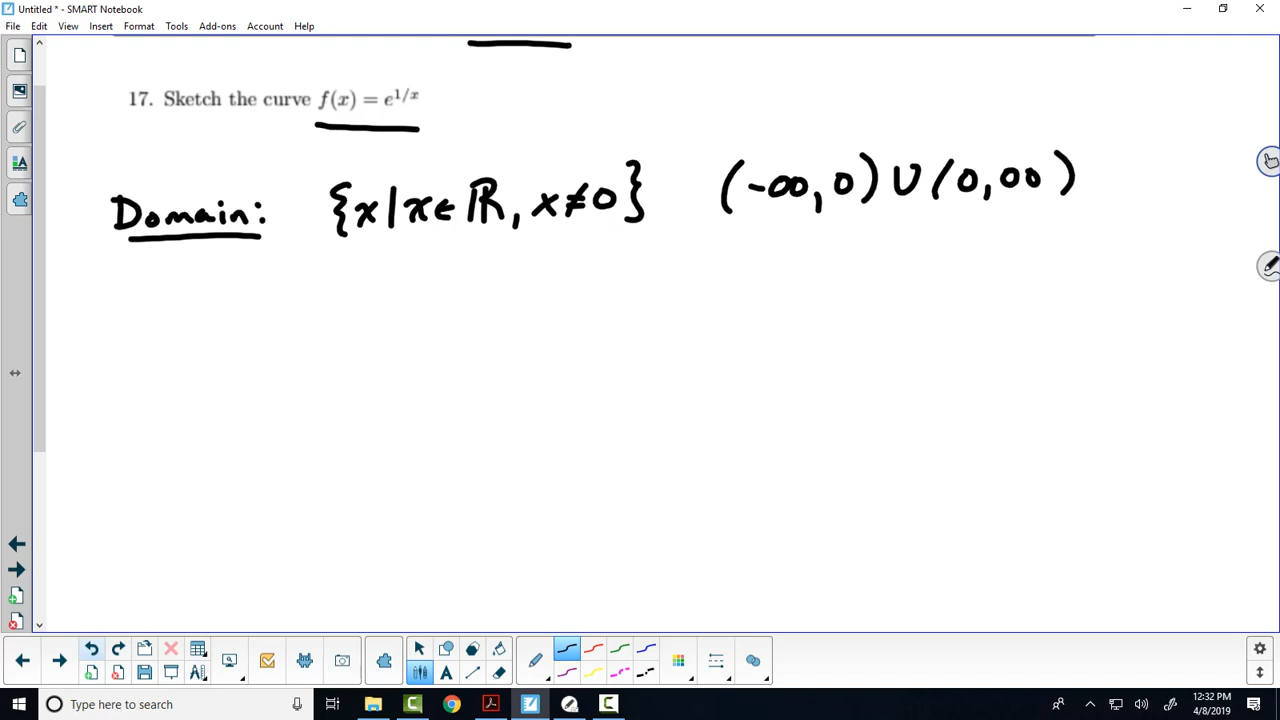 Untitled * - SMART Notebook
File Edit View Insert Format Tools Add-ons Account Help
17. Sketch the curve f(x) = e^{1/x}
Domain: {x|x∈ℝ, x≠0} (-∞,0)∪(0,∞)
Type here to search
12:32 PM
4/8/2019